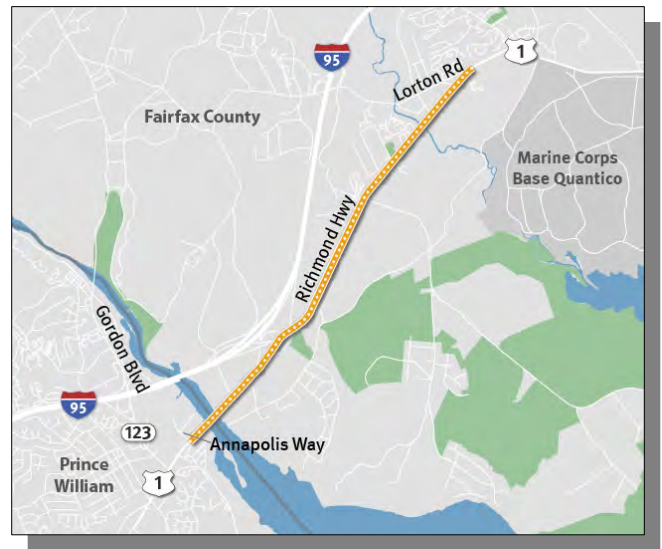 1
95
Lorton Rd
Fairfax County
Marine Corps
Base Quantico
Richmond Hwy
Gordon Blvd
95
123
Annapolis Way
Prince
William
1